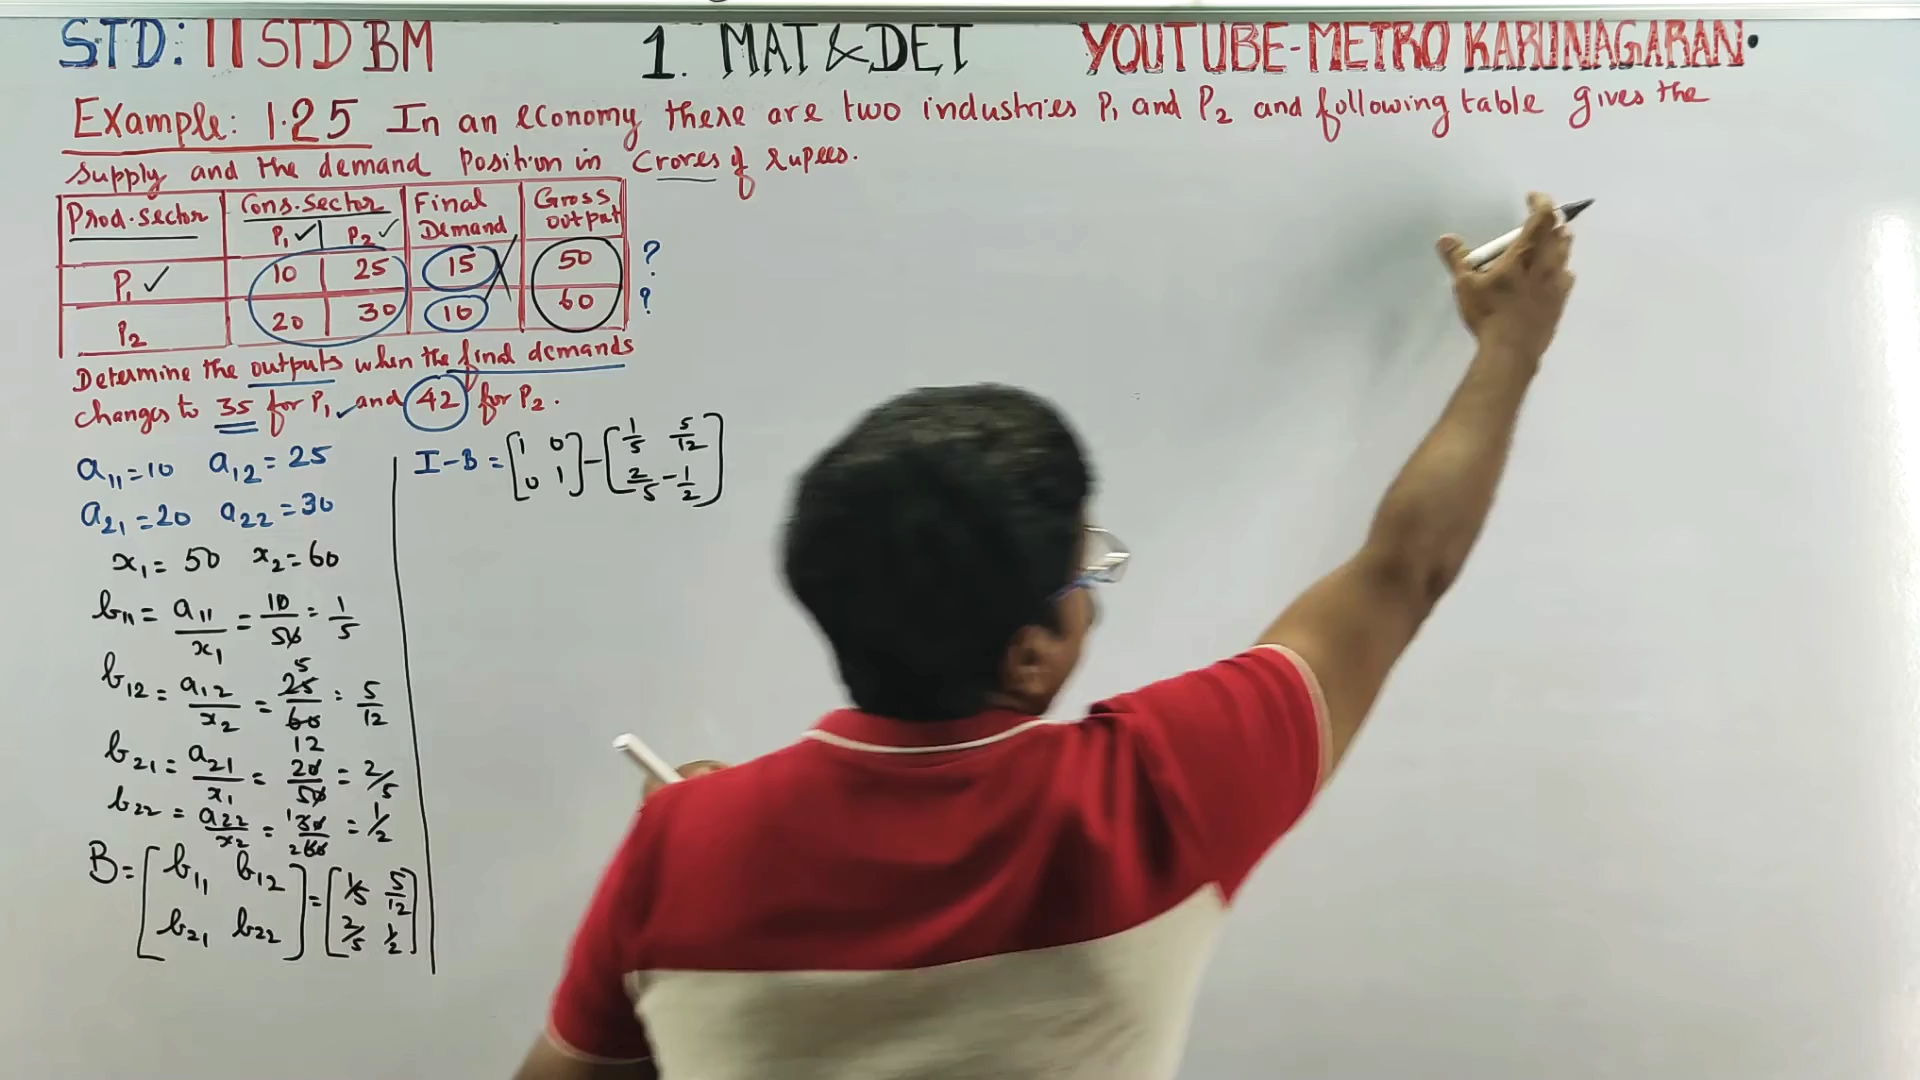 STD: 11 STD BM 1. MAT & DET YOUTUBE-METRO KARUNAGARAN.
Example: 1.25 In an economy there are two industries P₁ and P₂ and following table gives the
supply and the demand position in crores of rupees.
Prod.sector Cons.sector Final Demand Gross output
P₁ ✓ P₂ ✓
P₁ ✓ 10 25 15 50 ?
P₂ 20 30 10 60 ?
Determine the outputs when the final demands
changes to 35 for P₁ ✓ and 42 for P₂.
a₁₁ = 10 a₁₂ = 25
a₂₁ = 20 a₂₂ = 30
x₁ = 50 x₂ = 60
b₁₁ = a₁₁/x₁ = 10/50 = 1/5
b₁₂ = a₁₂/x₂ = 25/60 = 5/12
5
12
b₂₁ = a₂₁/x₁ = 20/50 = 2/5
b₂₂ = a₂₂/x₂ = 30/60 = 1/2
1
2
B = [b₁₁ b₁₂
b₂₁ b₂₂] = [1/5 5/12
2/5 1/2]
I - B = [1 0
0 1] - [1/5 5/12
2/5 - 1/2]